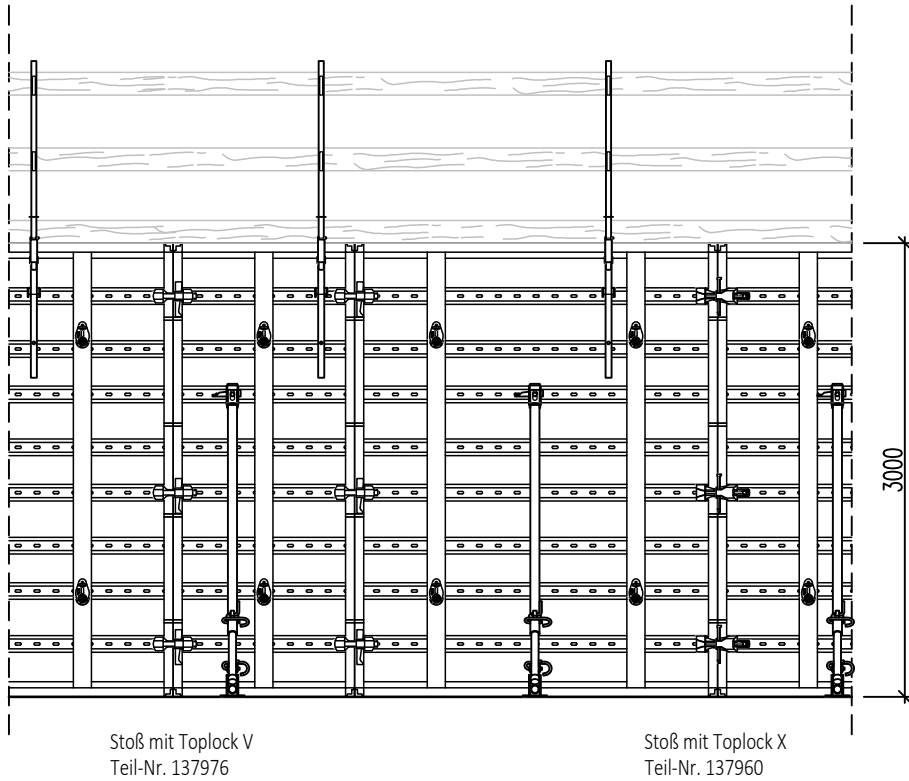 3000
Stoß mit Toplock V
Teil-Nr. 137976
Stoß mit Toplock X
Teil-Nr. 137960